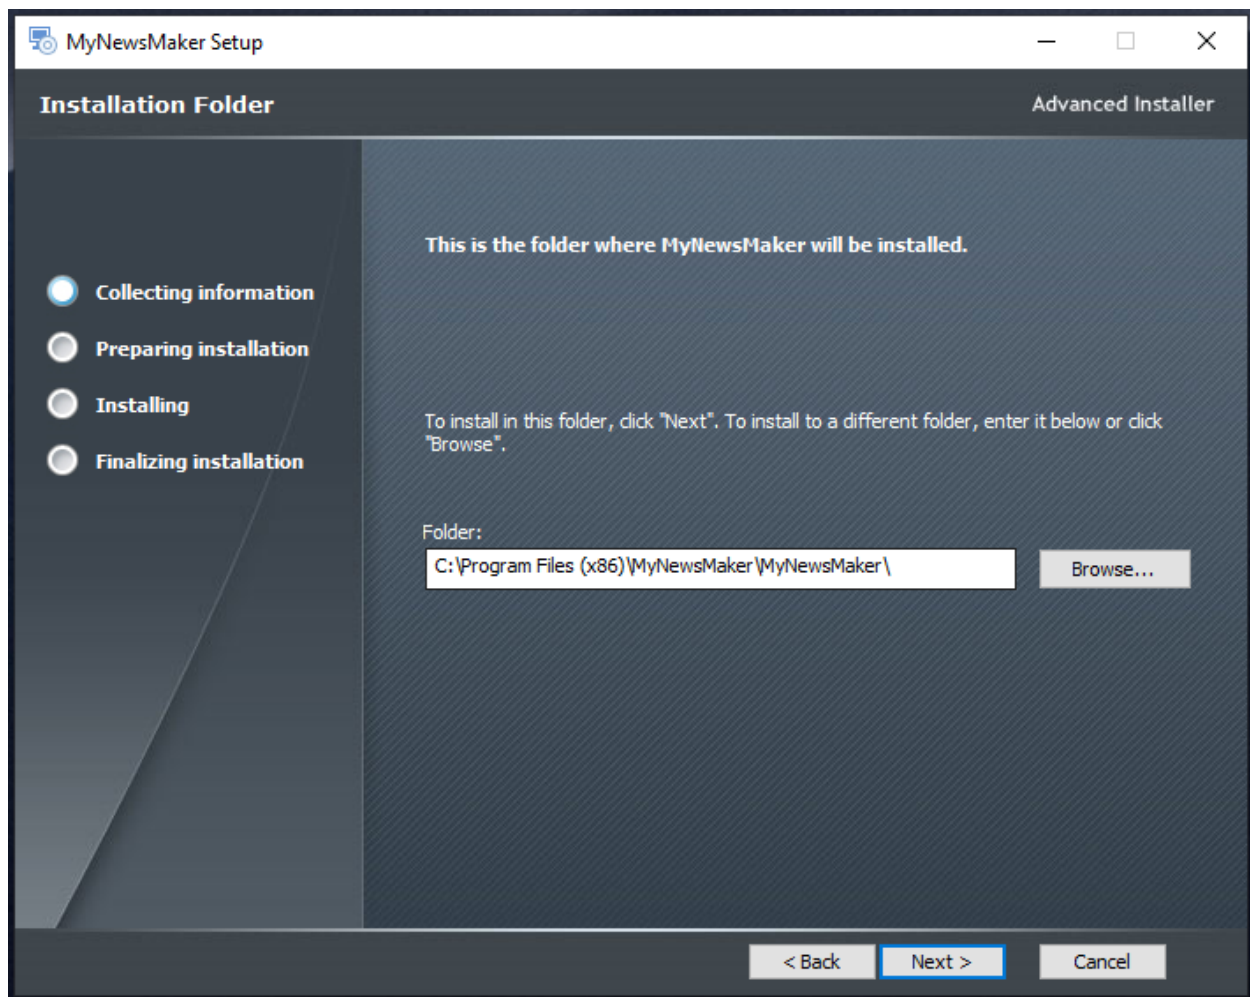 MyNewsMaker Setup
Installation Folder
Advanced Installer
Collecting information
Preparing installation
Installing
Finalizing installation
This is the folder where MyNewsMaker will be installed.
To install in this folder, click "Next". To install to a different folder, enter it below or click
"Browse".
Folder:
C:\Program Files (x86)\MyNewsMaker\MyNewsMaker\
Browse...
< Back
Next >
Cancel